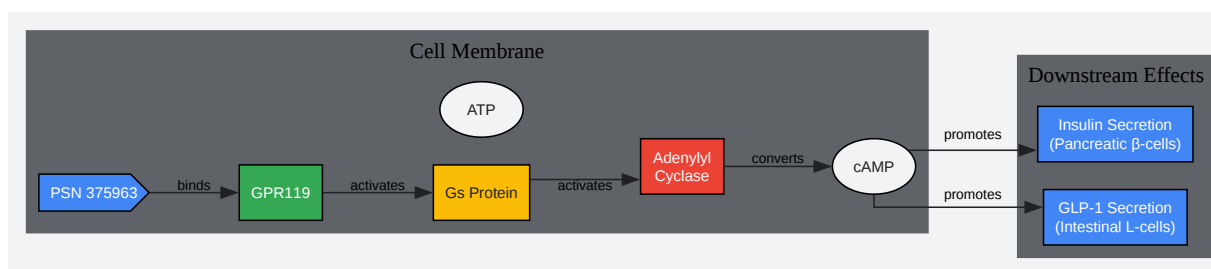 Cell Membrane
Downstream Effects
ATP
PSN 375963
binds
GPR119
activates
Gs Protein
activates
Adenylyl
Cyclase
converts
cAMP
promotes
Insulin Secretion
(Pancreatic β-cells)
promotes
GLP-1 Secretion
(Intestinal L-cells)